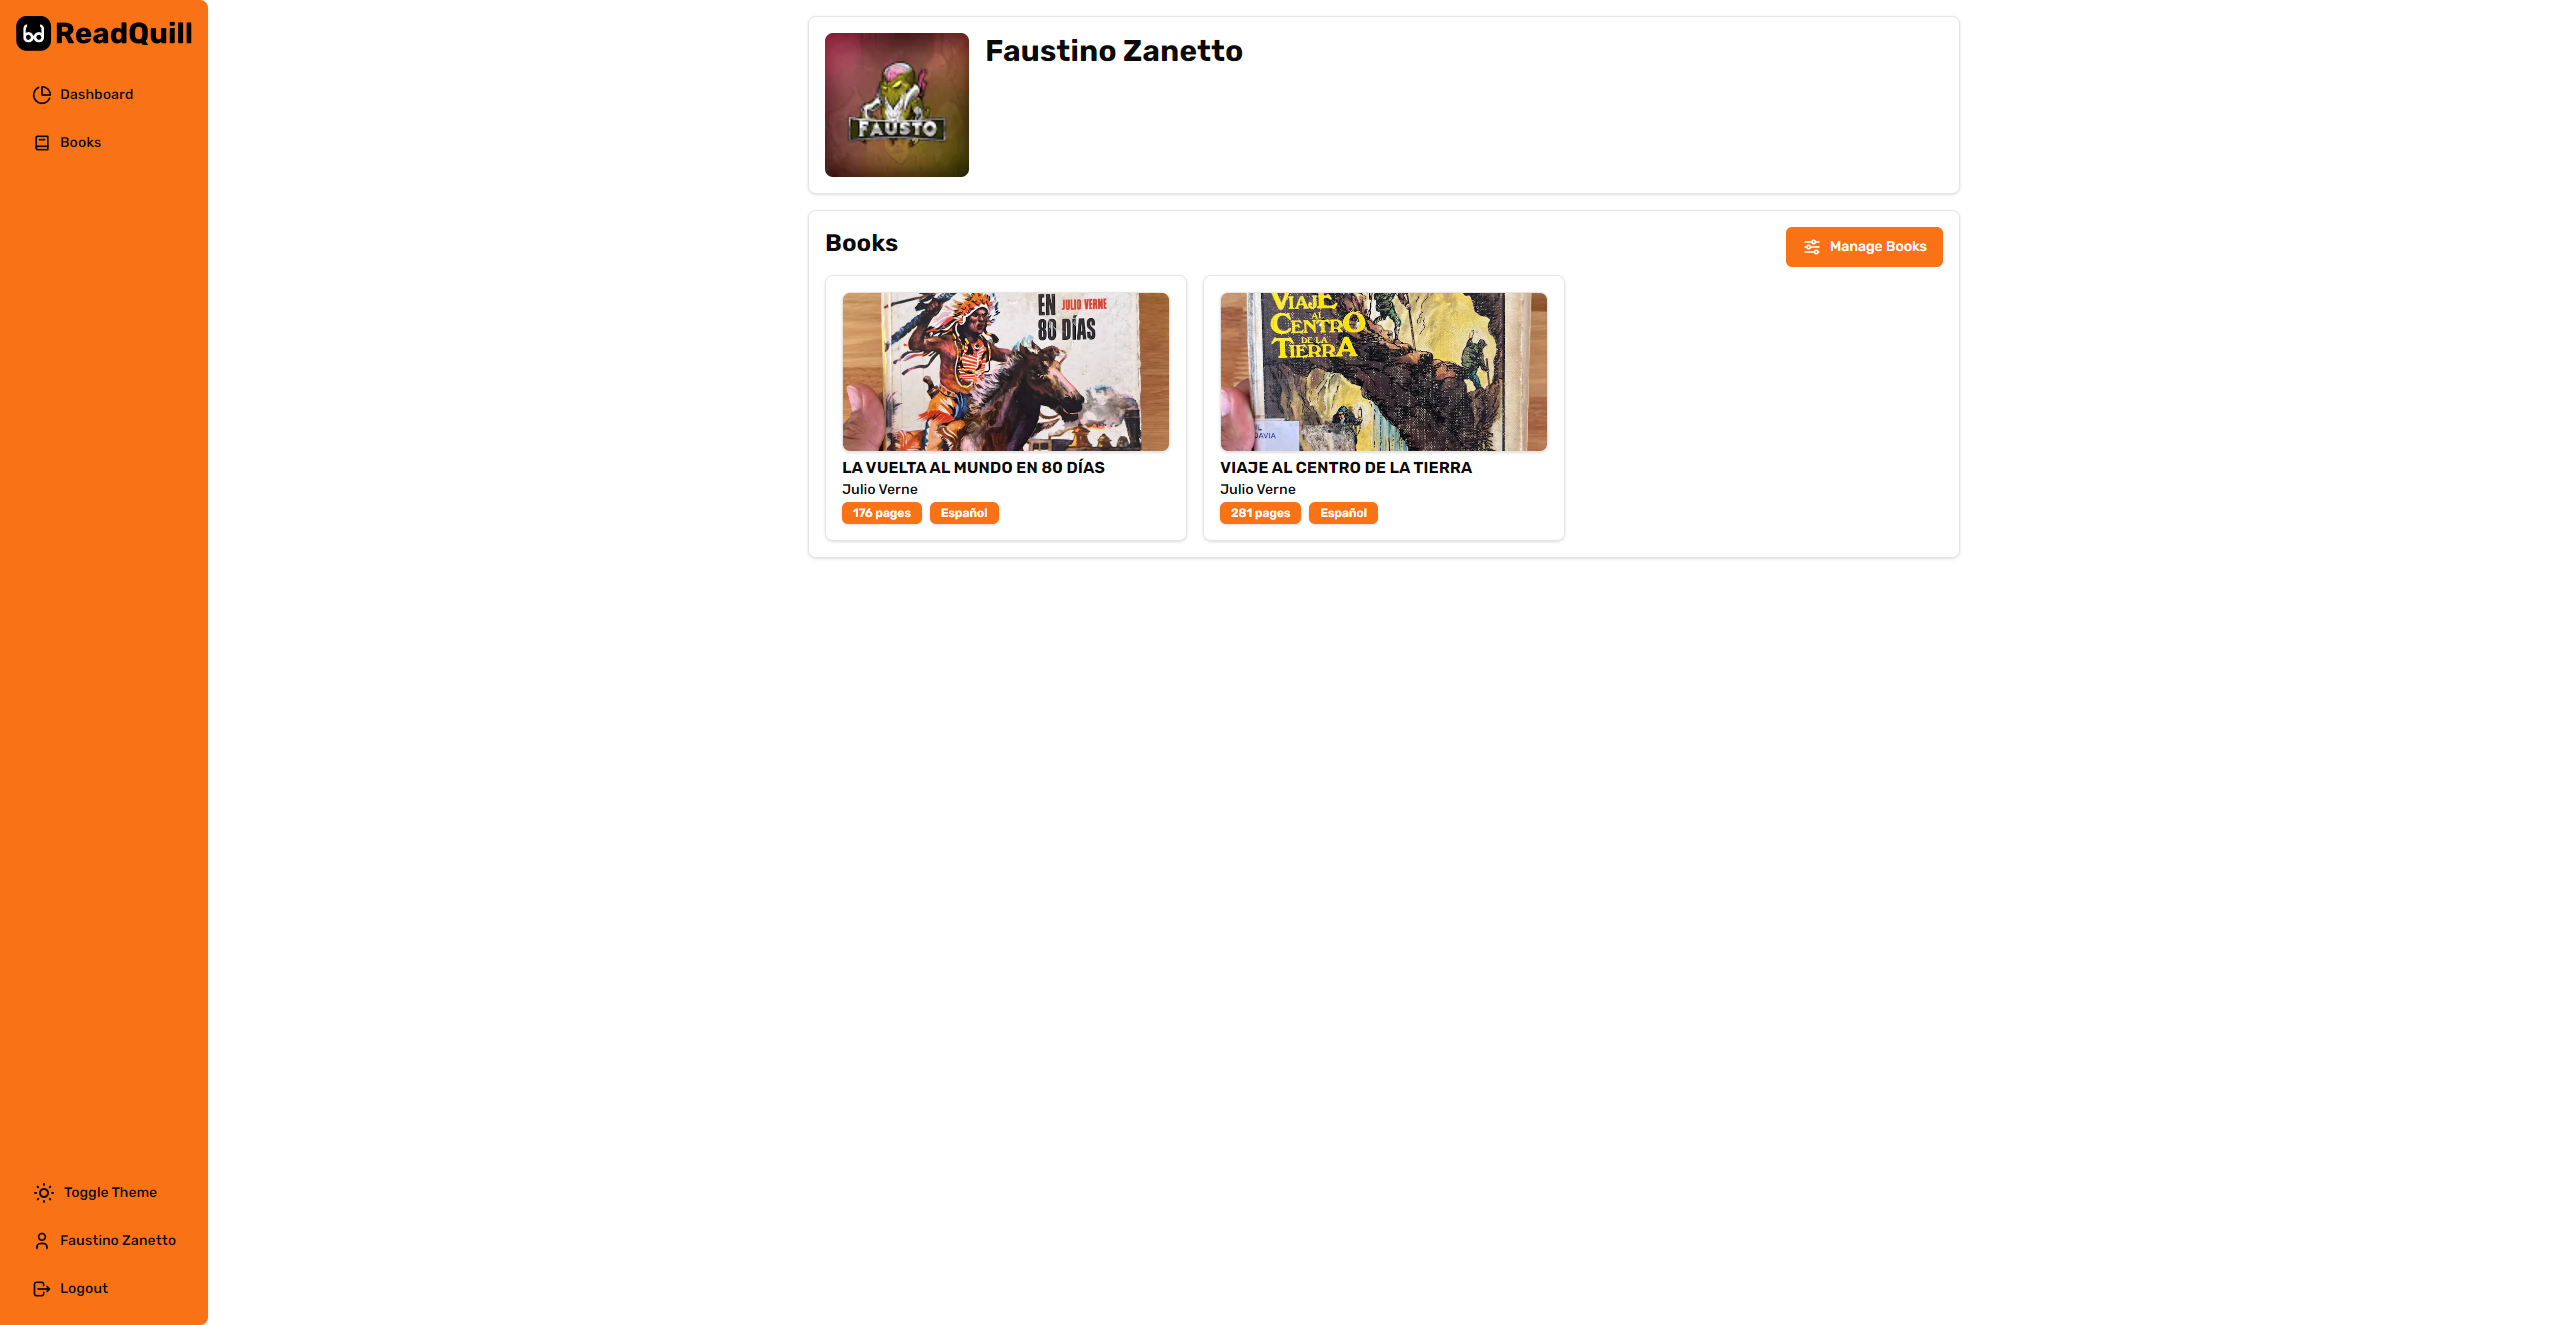 ReadQuill
Dashboard
Books
Toggle Theme
Faustino Zanetto
Logout
FAUSTO
Faustino Zanetto
Books
Manage Books
EN JULIO VERNE
80 DÍAS
LA VUELTA AL MUNDO EN 80 DÍAS
Julio Verne
176 pages Español
VIAJE
AL
CENTRO
DE LA
TIERRA
VIAJE AL CENTRO DE LA TIERRA
Julio Verne
281 pages Español